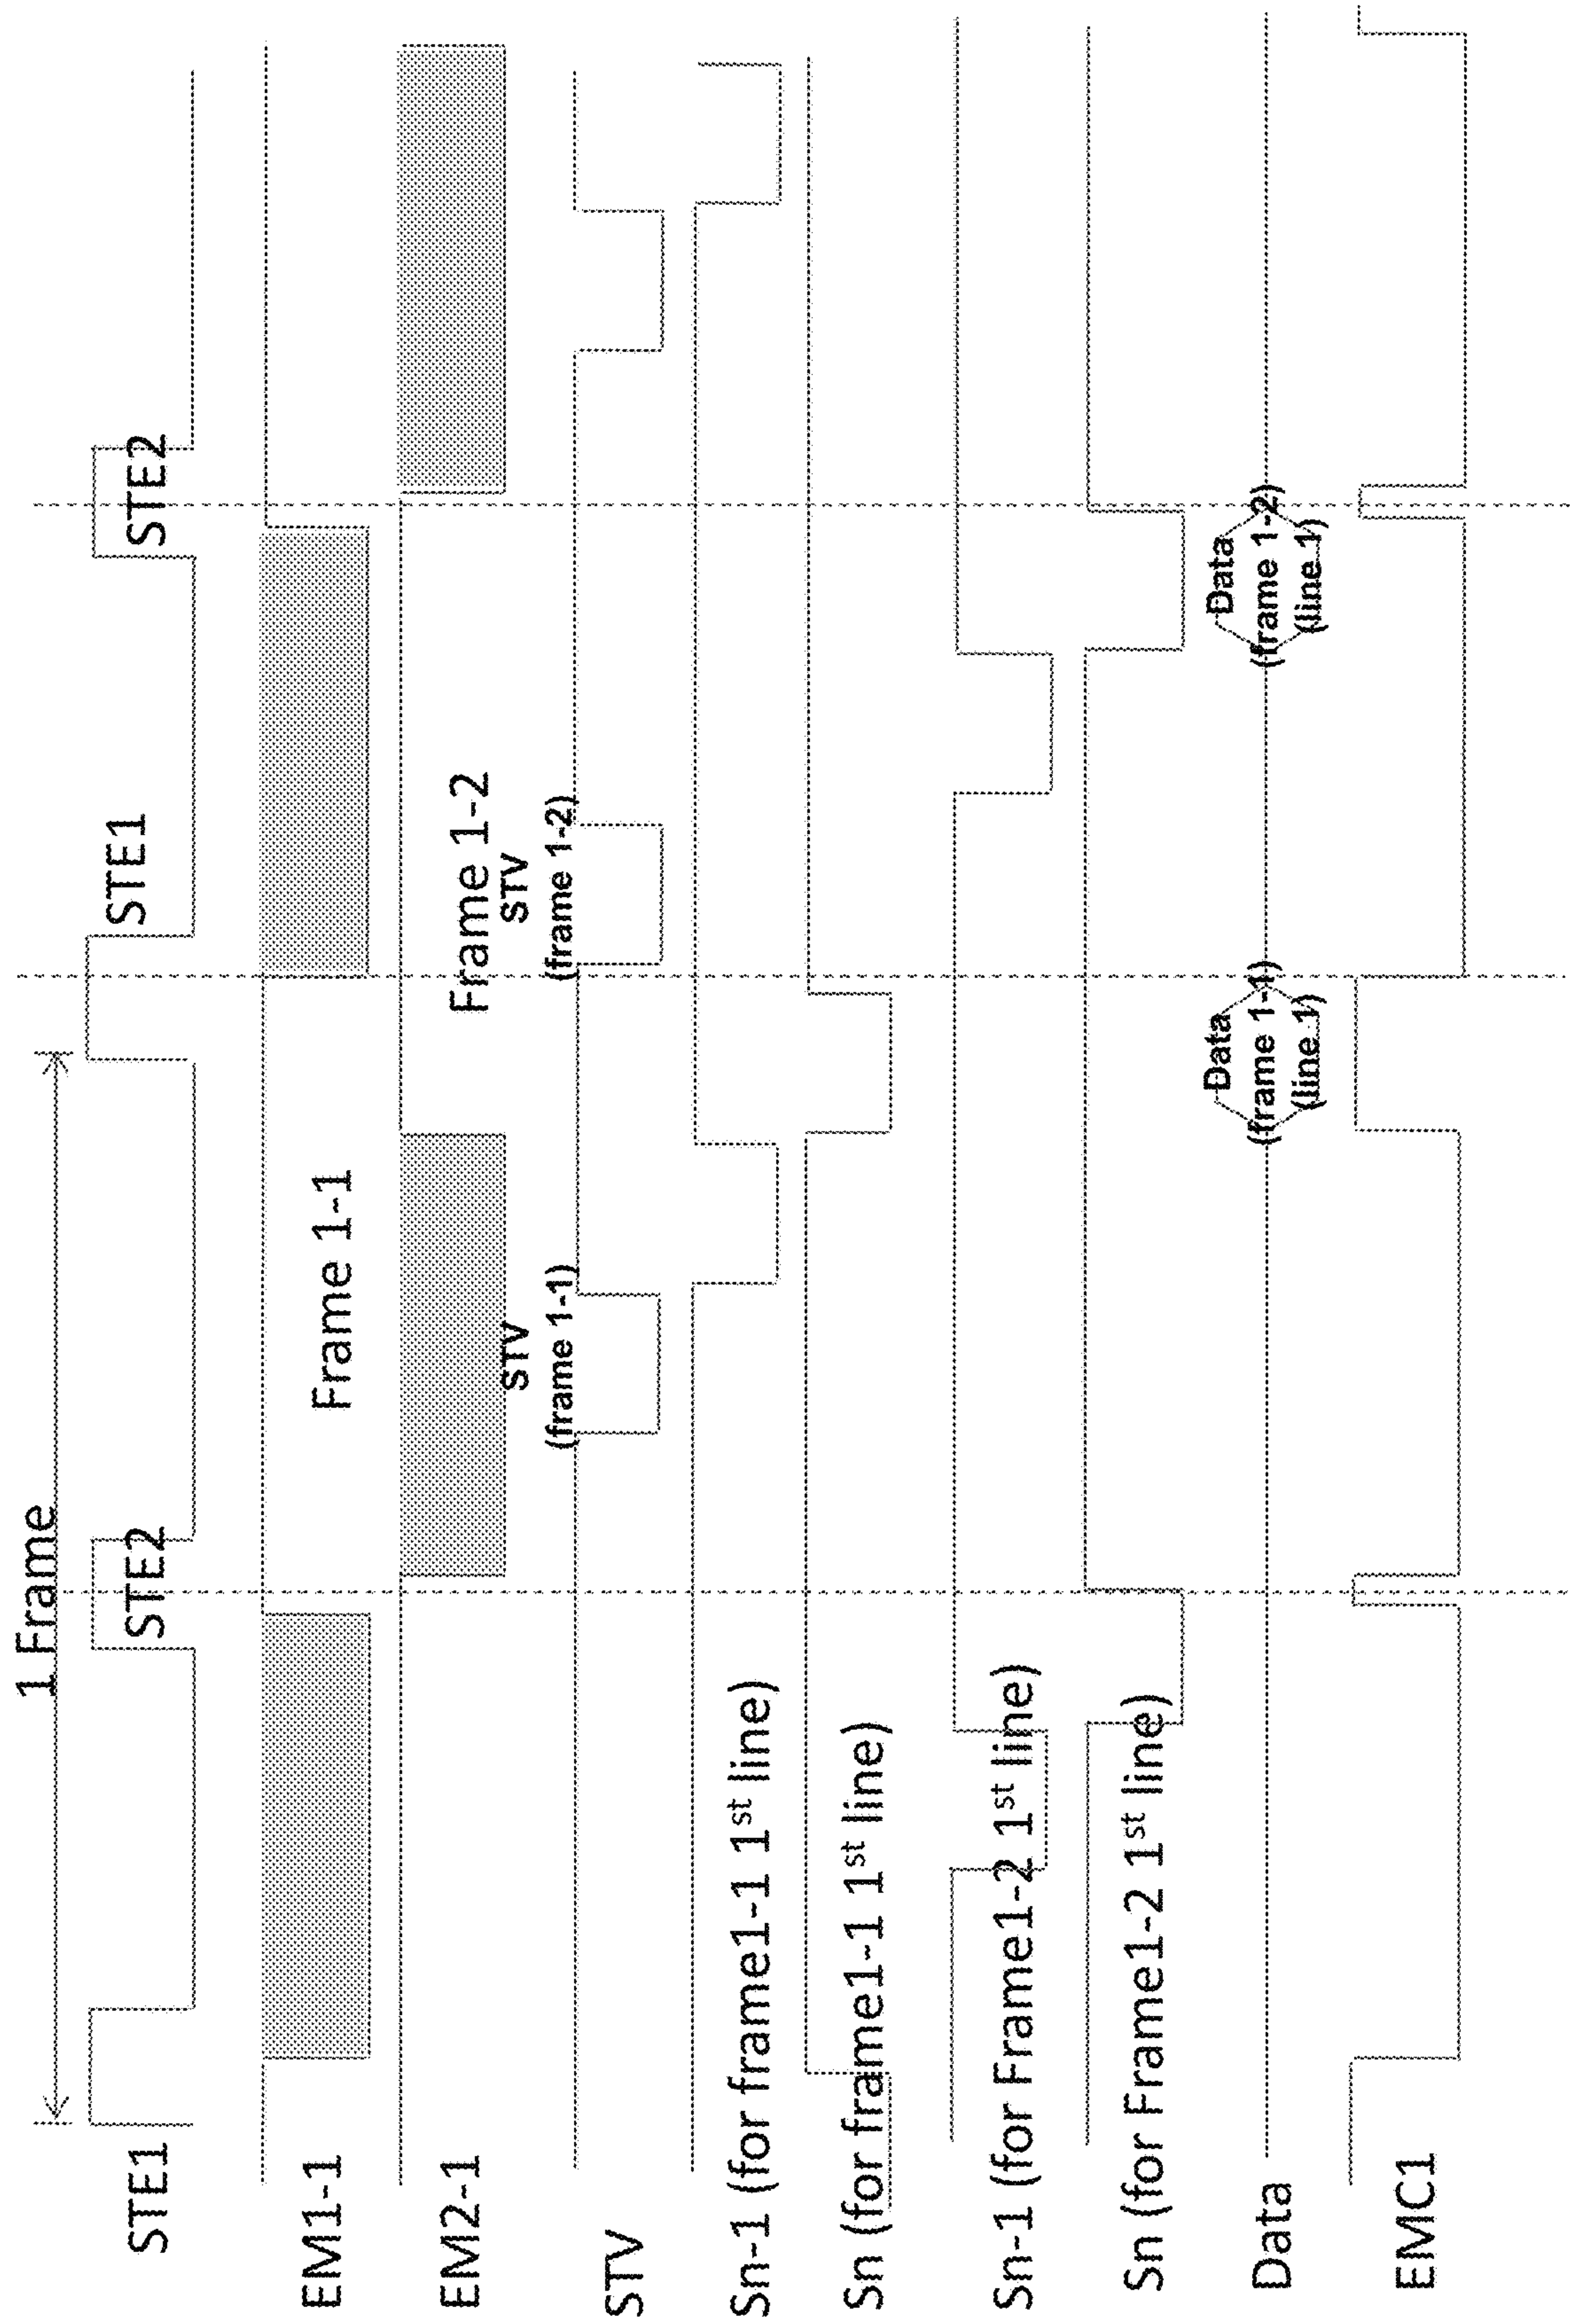 1 Frame
STE1
STE2
STE1
STE2
EM1-1
Frame 1-1
EM2-1
Frame 1-2
STV
STV
(frame 1-1)
STV
(frame 1-2)
Sn-1 (for frame1-1 1st line)
Sn (for frame1-1 1st line)
Sn-1 (for Frame1-2 1st line)
Sn (for Frame1-2 1st line)
Data
Data
(frame 1-1)
(line 1)
Data
(frame 1-2)
(line 1)
EMC1